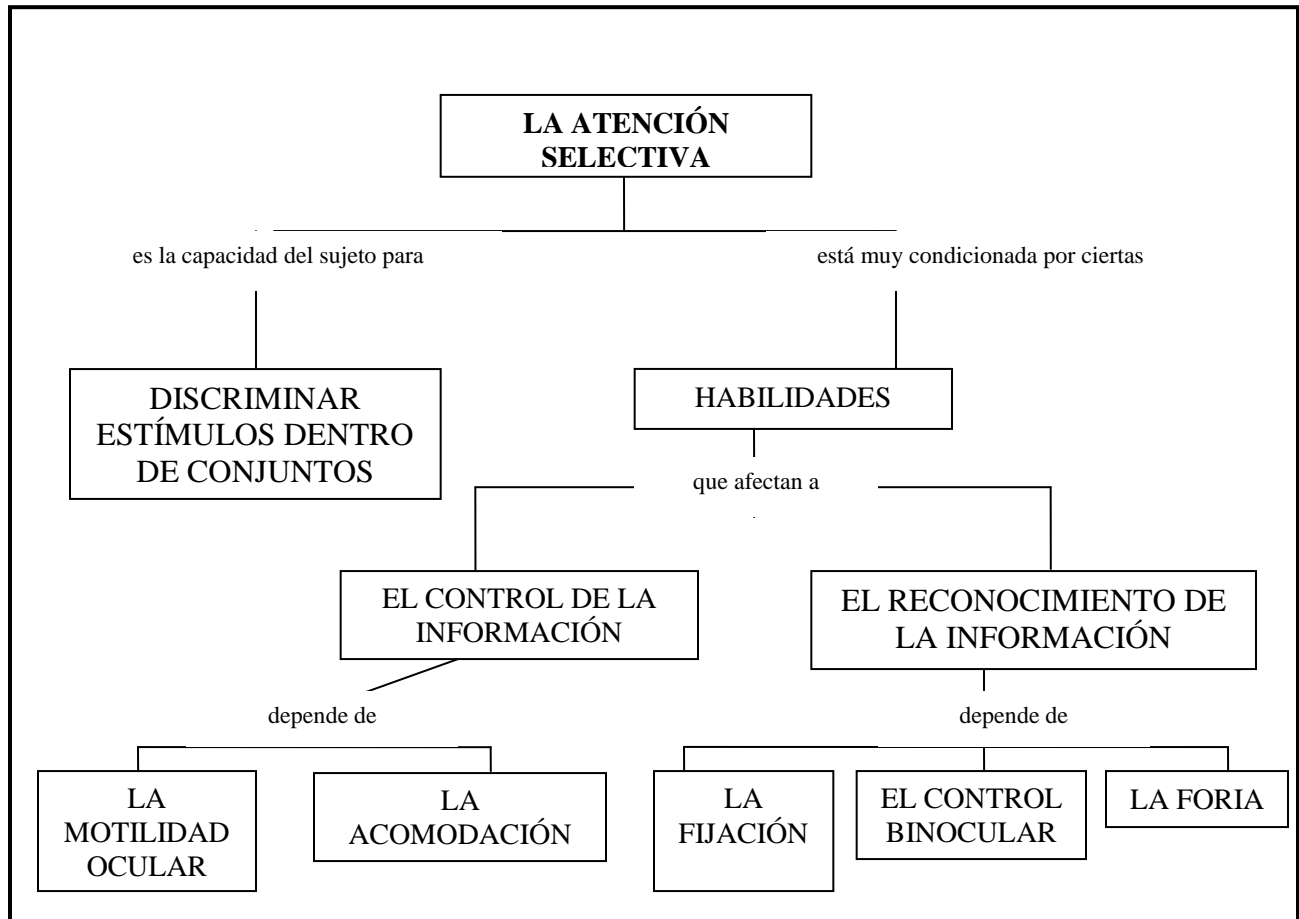 LA ATENCIÓN
SELECTIVA
es la capacidad del sujeto para
está muy condicionada por ciertas
DISCRIMINAR
ESTÍMULOS DENTRO
DE CONJUNTOS
HABILIDADES
que afectan a
EL CONTROL DE LA
INFORMACIÓN
EL RECONOCIMIENTO DE
LA INFORMACIÓN
depende de
depende de
LA
MOTILIDAD
OCULAR
LA
ACOMODACIÓN
LA
FIJACIÓN
EL CONTROL
BINOCULAR
LA FORIA